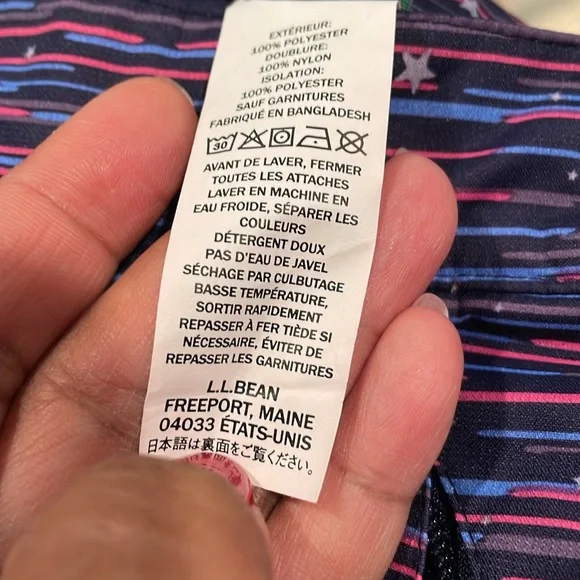 EXTÉRIEUR:
100% POLYESTER
DOUBLURE:
100% NYLON
ISOLATION:
100% POLYESTER
SAUF GARNITURES
FABRIQUÉ EN BANGLADESH
30
AVANT DE LAVER, FERMER
TOUTES LES ATTACHES
LAVER EN MACHINE EN
EAU FROIDE, SÉPARER LES
COULEURS
DÉTERGENT DOUX
PAS D'EAU DE JAVEL
SÉCHAGE PAR CULBUTAGE
BASSE TEMPÉRATURE,
SORTIR RAPIDEMENT
REPASSER À FER TIÈDE SI
NÉCESSAIRE, ÉVITER DE
REPASSER LES GARNITURES
L.L.BEAN
FREEPORT, MAINE
04033 ÉTATS-UNIS
日本語は裏面をご覧ください。